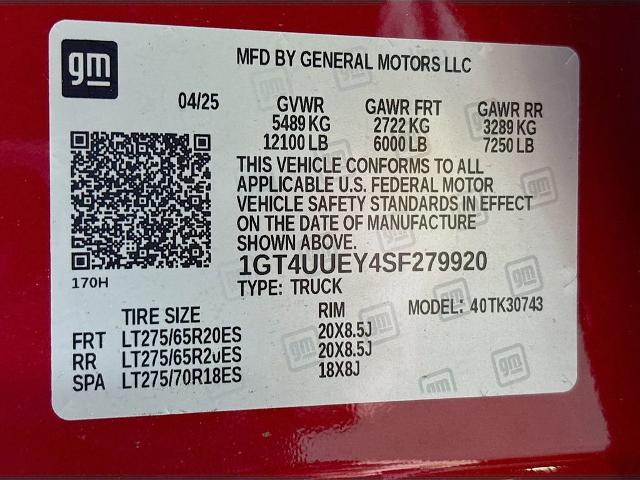 gm
MFD BY GENERAL MOTORS LLC
04/25 GVWR GAWR FRT GAWR RR
5489 KG 2722 KG 3289 KG
12100 LB 6000 LB 7250 LB
THIS VEHICLE CONFORMS TO ALL
APPLICABLE U.S. FEDERAL MOTOR
VEHICLE SAFETY STANDARDS IN EFFECT
ON THE DATE OF MANUFACTURE
SHOWN ABOVE.
170H
1GT4UUEY4SF279920
TYPE: TRUCK
TIRE SIZE RIM MODEL: 40TK30743
FRT LT275/65R20ES 20X8.5J
RR LT275/65R20ES 20X8.5J
SPA LT275/70R18ES 18X8J